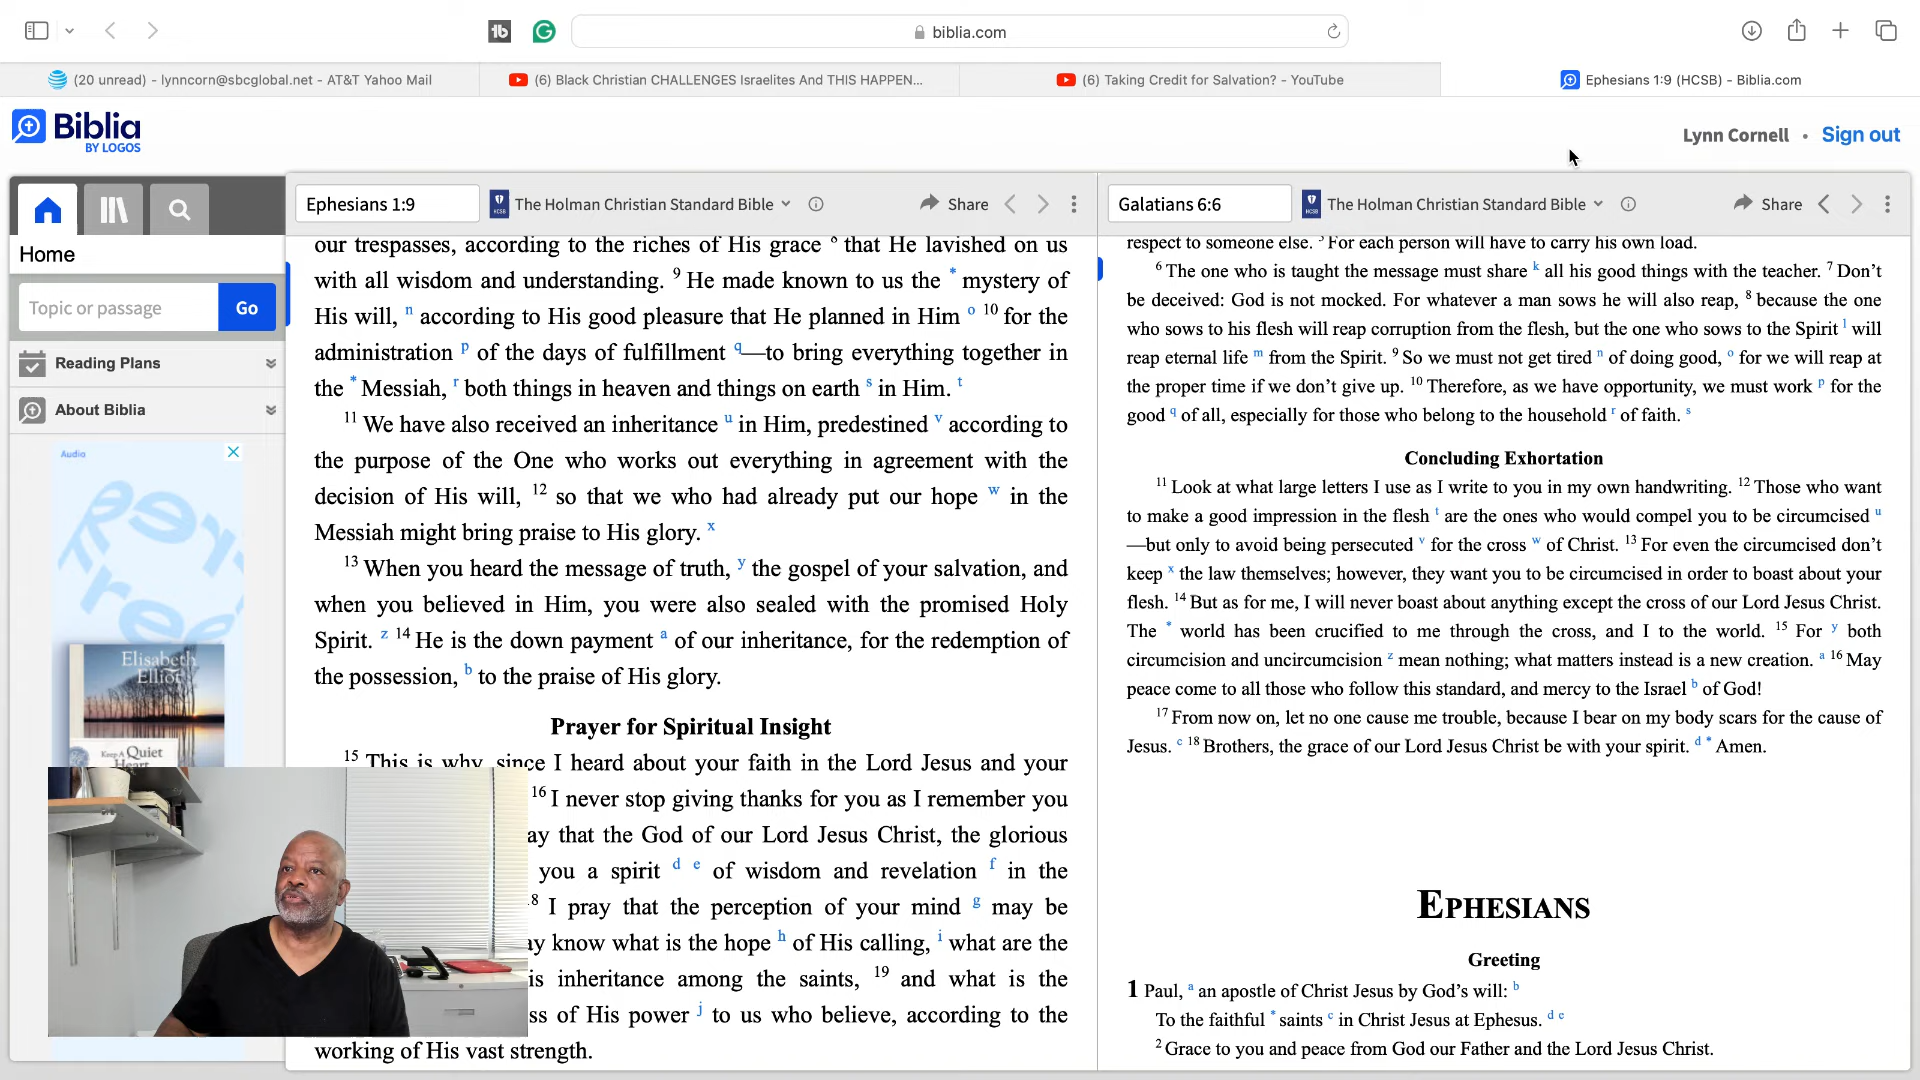 biblia.com
(20 unread) - lynncorn@sbcglobal.net - AT&T Yahoo Mail
(6) Black Christian CHALLENGES Israelites And THIS HAPPEN...
(6) Taking Credit for Salvation? - YouTube
Ephesians 1:9 (HCSB) - Biblia.com
Biblia
BY LOGOS
Lynn Cornell • Sign out
Home
Topic or passage
Go
Reading Plans
About Biblia
Audio
Elisabeth
Elliot
Keep A Quiet
Heart
Ephesians 1:9
HCSB
The Holman Christian Standard Bible
Share
our trespasses, according to the riches of His grace 8 that He lavished on us
with all wisdom and understanding. 9 He made known to us the * mystery of
His will, n according to His good pleasure that He planned in Him o 10 for the
administration p of the days of fulfillment q—to bring everything together in
the * Messiah, r both things in heaven and things on earth s in Him. t
11 We have also received an inheritance u in Him, predestined v according to
the purpose of the One who works out everything in agreement with the
decision of His will, 12 so that we who had already put our hope w in the
Messiah might bring praise to His glory. x
13 When you heard the message of truth, y the gospel of your salvation, and
when you believed in Him, you were also sealed with the promised Holy
Spirit. z 14 He is the down payment a of our inheritance, for the redemption of
the possession, b to the praise of His glory.
Prayer for Spiritual Insight
15 This is why, since I heard about your faith in the Lord Jesus and your
16 I never stop giving thanks for you as I remember you
ay that the God of our Lord Jesus Christ, the glorious
you a spirit d e of wisdom and revelation f in the
18 I pray that the perception of your mind g may be
ay know what is the hope h of His calling, i what are the
is inheritance among the saints, 19 and what is the
ss of His power j to us who believe, according to the
working of His vast strength.
Galatians 6:6
HCSB
The Holman Christian Standard Bible
Share
respect to someone else. 5 For each person will have to carry his own load.
6 The one who is taught the message must share k all his good things with the teacher. 7 Don't
be deceived: God is not mocked. For whatever a man sows he will also reap, 8 because the one
who sows to his flesh will reap corruption from the flesh, but the one who sows to the Spirit l will
reap eternal life m from the Spirit. 9 So we must not get tired n of doing good, o for we will reap at
the proper time if we don't give up. 10 Therefore, as we have opportunity, we must work p for the
good q of all, especially for those who belong to the household r of faith. s
Concluding Exhortation
11 Look at what large letters I use as I write to you in my own handwriting. 12 Those who want
to make a good impression in the flesh t are the ones who would compel you to be circumcised u
—but only to avoid being persecuted v for the cross w of Christ. 13 For even the circumcised don't
keep x the law themselves; however, they want you to be circumcised in order to boast about your
flesh. 14 But as for me, I will never boast about anything except the cross of our Lord Jesus Christ.
The * world has been crucified to me through the cross, and I to the world. 15 For y both
circumcision and uncircumcision z mean nothing; what matters instead is a new creation. a 16 May
peace come to all those who follow this standard, and mercy to the Israel b of God!
17 From now on, let no one cause me trouble, because I bear on my body scars for the cause of
Jesus. c 18 Brothers, the grace of our Lord Jesus Christ be with your spirit. d * Amen.
EPHESIANS
Greeting
1 Paul, a an apostle of Christ Jesus by God's will: b
To the faithful * saints c in Christ Jesus at Ephesus. d e
2 Grace to you and peace from God our Father and the Lord Jesus Christ.